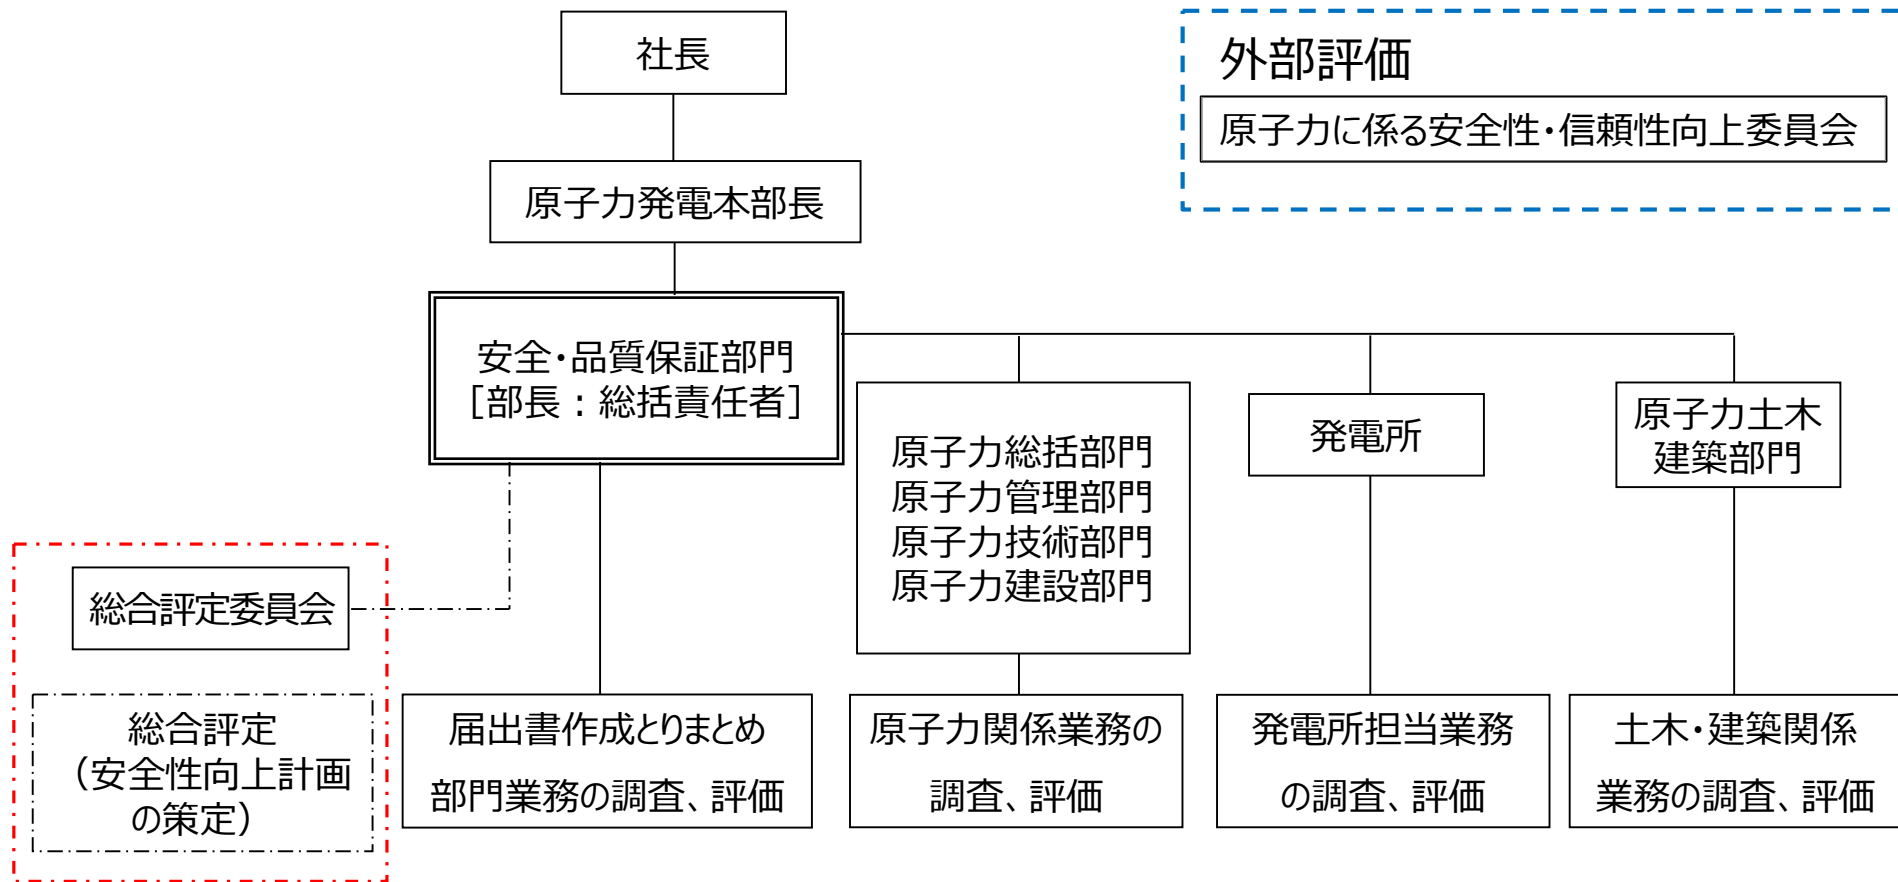 社長
外部評価
原子力に係る安全性・信頼性向上委員会
原子力発電本部長
安全・品質保証部門
［部長：総括責任者］
原子力総括部門
原子力管理部門
原子力技術部門
原子力建設部門
発電所
原子力土木
建築部門
総合評定委員会
総合評定
（安全性向上計画
の策定）
届出書作成とりまとめ
部門業務の調査、評価
原子力関係業務の
調査、評価
発電所担当業務
の調査、評価
土木・建築関係
業務の調査、評価